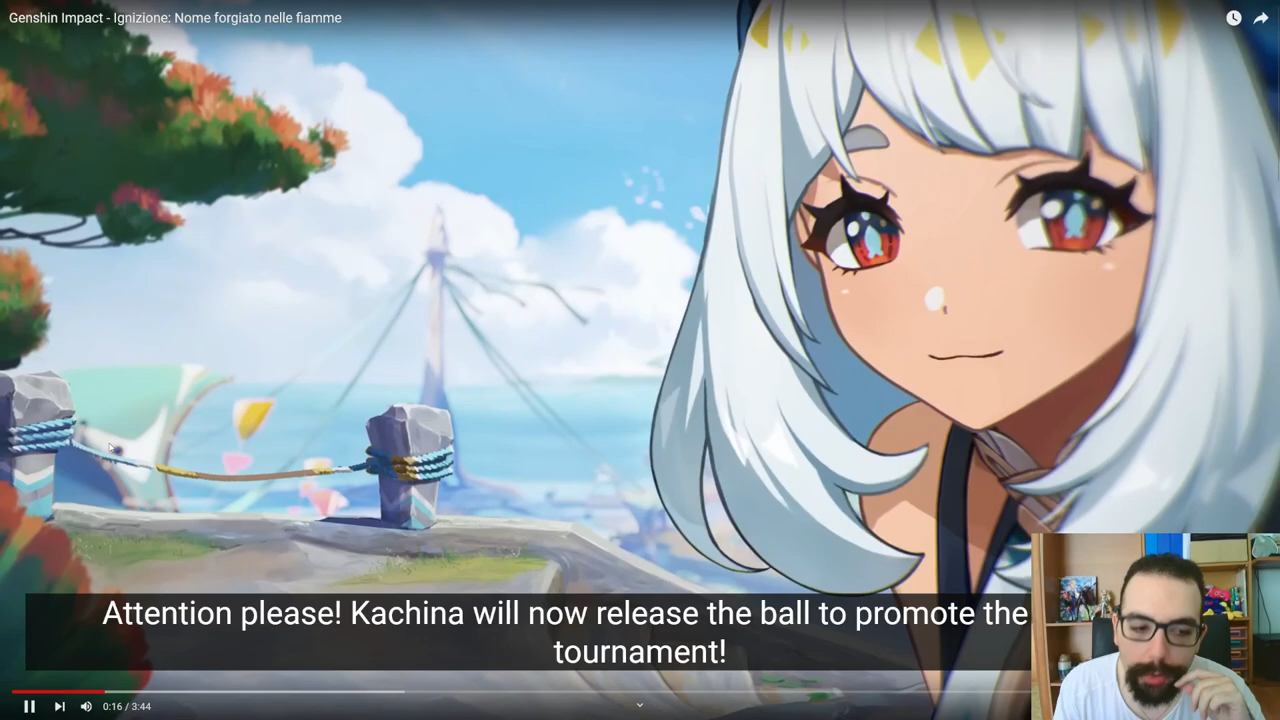 Genshin Impact - Ignizione: Nome forgiato nelle fiamme
Attention please! Kachina will now release the ball to promote the
tournament!
0:16 / 3:44